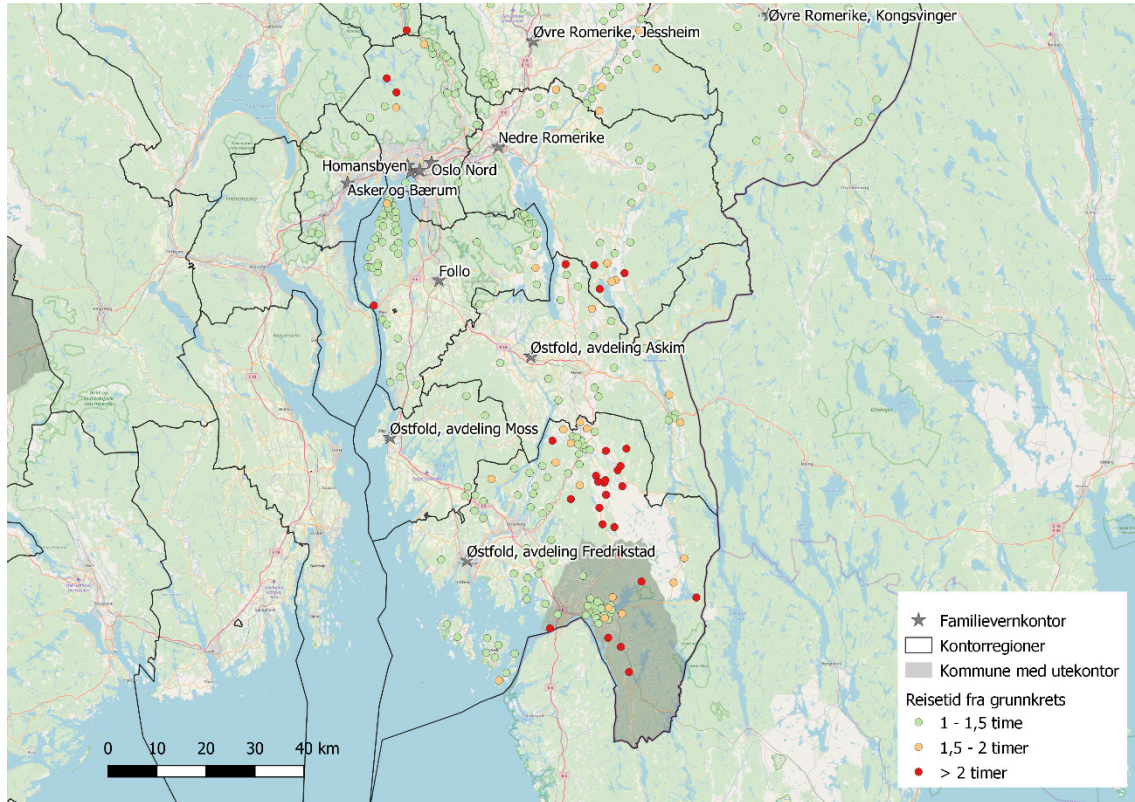 Øvre Romerike, Kongsvinger
Øvre Romerike, Jessheim
Nedre Romerike
Homansbyen
Oslo Nord
Asker og Bærum
Follo
Østfold, avdeling Askim
Østfold, avdeling Moss
Østfold, avdeling Fredrikstad
Familievernkontor
Kontorregioner
Kommune med utekontor
Reisetid fra grunnkrets
1 - 1,5 time
1,5 - 2 timer
> 2 timer
0 10 20 30 40 km